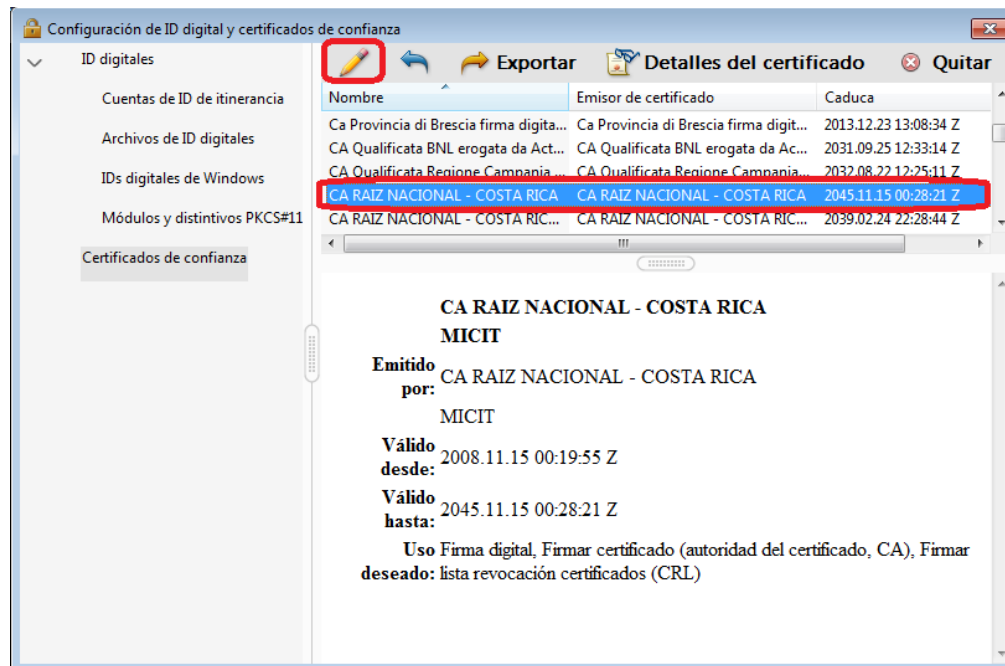 Configuración de ID digital y certificados de confianza
ID digitales
Cuentas de ID de itinerancia
Archivos de ID digitales
IDs digitales de Windows
Módulos y distintivos PKCS#11
Certificados de confianza
Exportar Detalles del certificado Quitar
Nombre Emisor de certificado Caduca
Ca Provincia di Brescia firma digita... Ca Provincia di Brescia firma digit... 2013.12.23 13:08:34 Z
CA Qualificata BNL erogata da Act... CA Qualificata BNL erogata da Ac... 2031.09.25 12:33:14 Z
CA Qualificata Regione Campania ... CA Qualificata Regione Campania... 2032.08.22 12:25:11 Z
CA RAIZ NACIONAL - COSTA RICA CA RAIZ NACIONAL - COSTA RICA 2045.11.15 00:28:21 Z
CA RAIZ NACIONAL - COSTA RIC... CA RAIZ NACIONAL - COSTA RIC... 2039.02.24 22:28:44 Z
CA RAIZ NACIONAL - COSTA RICA
MICIT
Emitido por: CA RAIZ NACIONAL - COSTA RICA
MICIT
Válido desde: 2008.11.15 00:19:55 Z
Válido hasta: 2045.11.15 00:28:21 Z
Uso Firma digital, Firmar certificado (autoridad del certificado, CA), Firmar
deseado: lista revocación certificados (CRL)